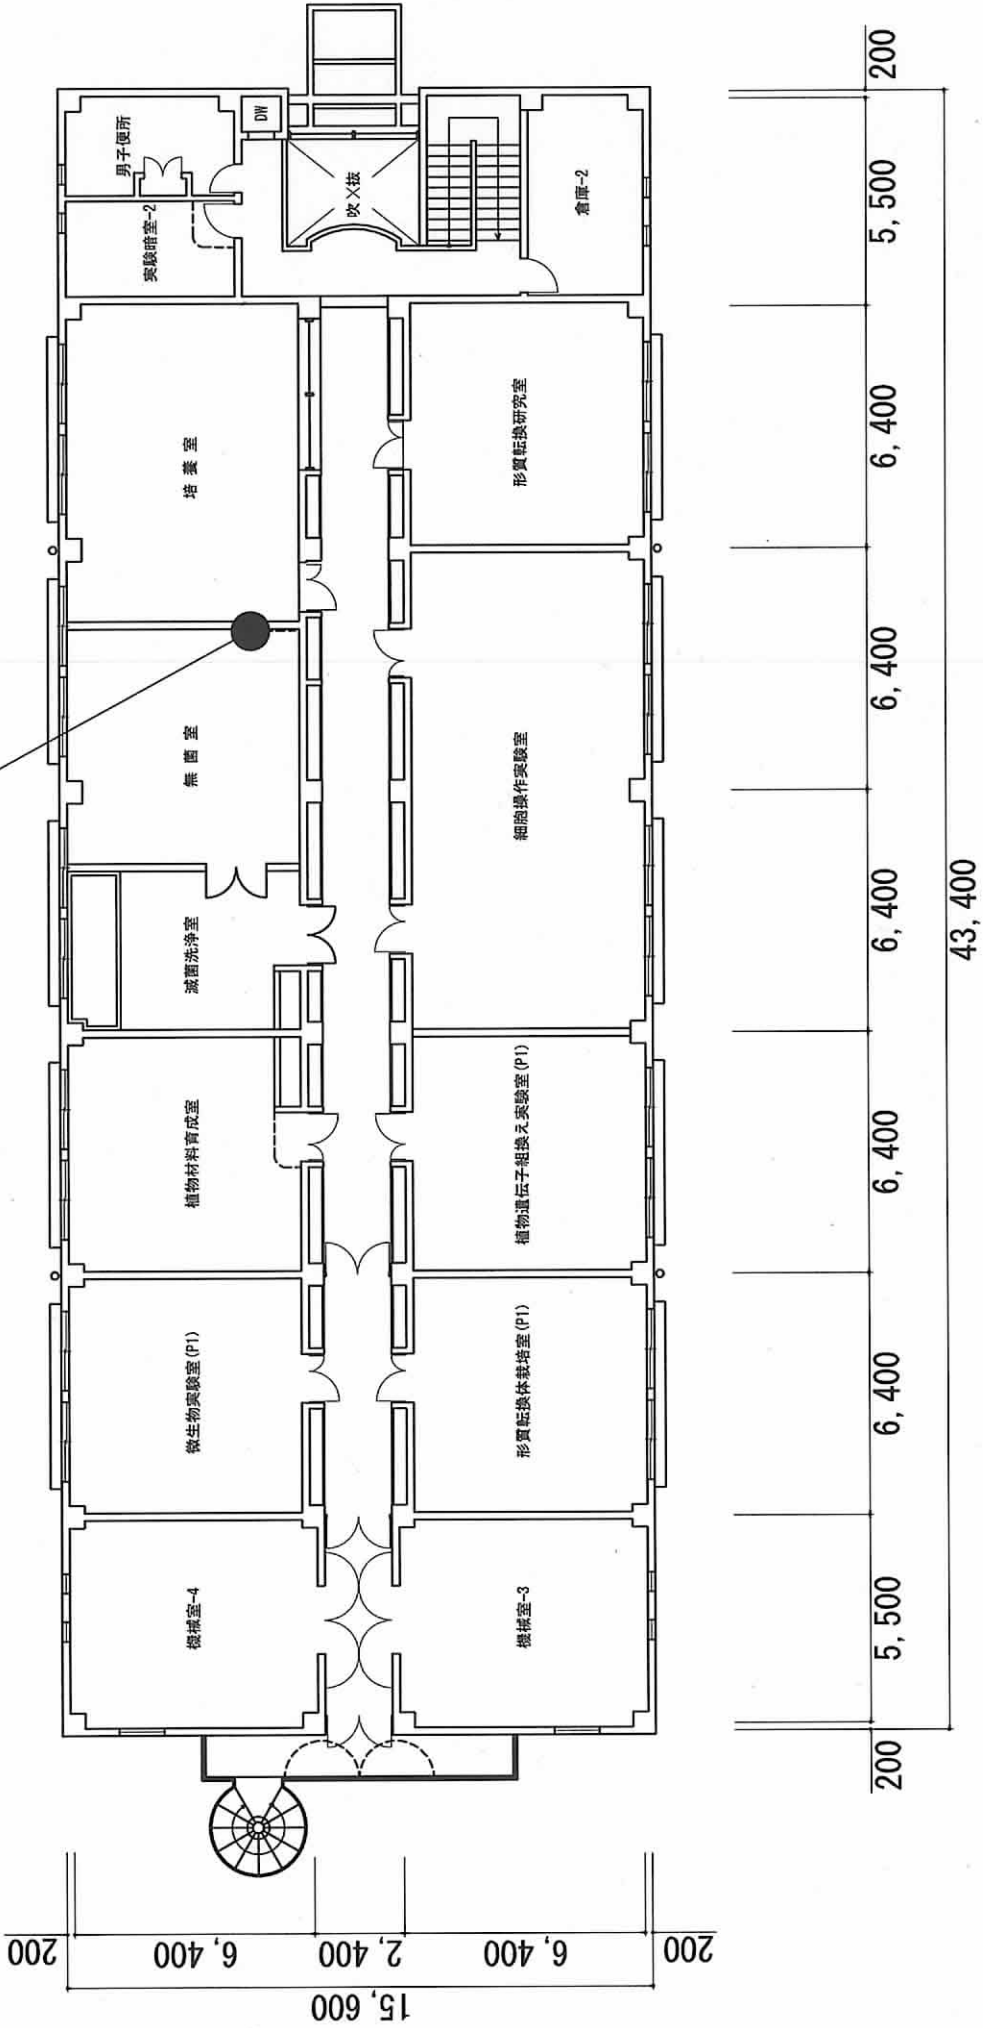 機械室-4
微生物実験室(P1)
植物材料育成室
滅菌洗浄室
無菌室
培養室
実験暗室-2
男子便所
DW
吹X抜
機械室-3
形質転換体栽培室(P1)
植物遺伝子組換え実験室(P1)
細胞操作実験室
形質転換研究室
倉庫-2
200
5,500
6,400
6,400
6,400
6,400
6,400
5,500
200
43,400
200
6,400
2,400
6,400
200
15,600